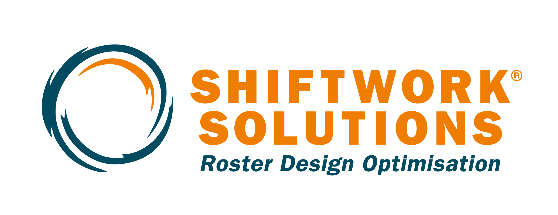 SHIFTWORK®
SOLUTIONS
Roster Design Optimisation